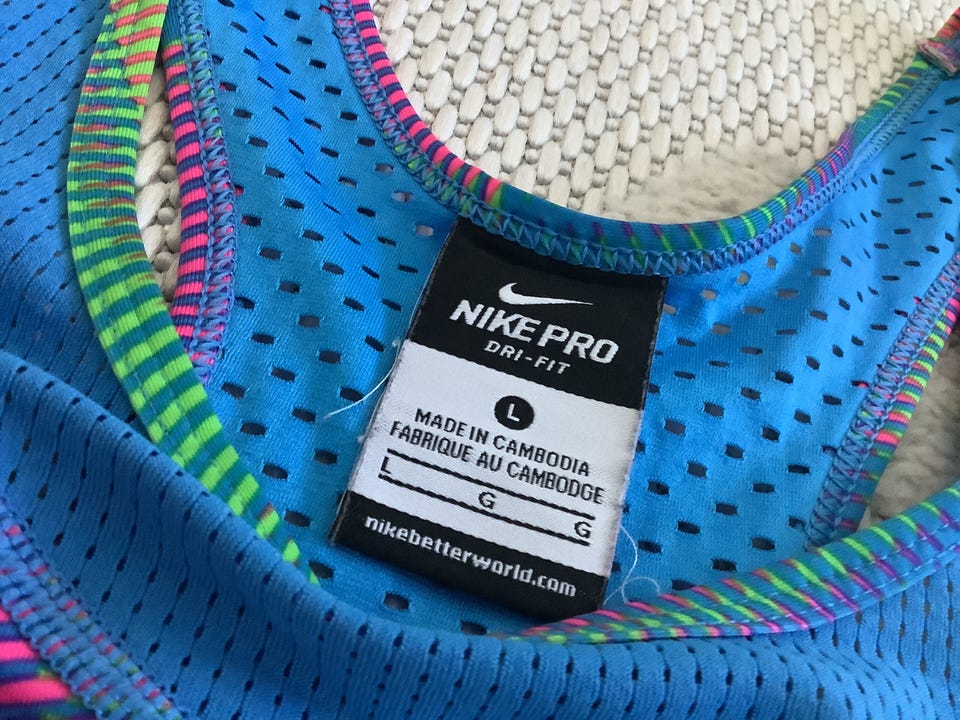 NIKE PRO
DRI-FIT
L
MADE IN CAMBODIA
FABRIQUE AU CAMBODGE
L
G
G
nikebetterworld.com